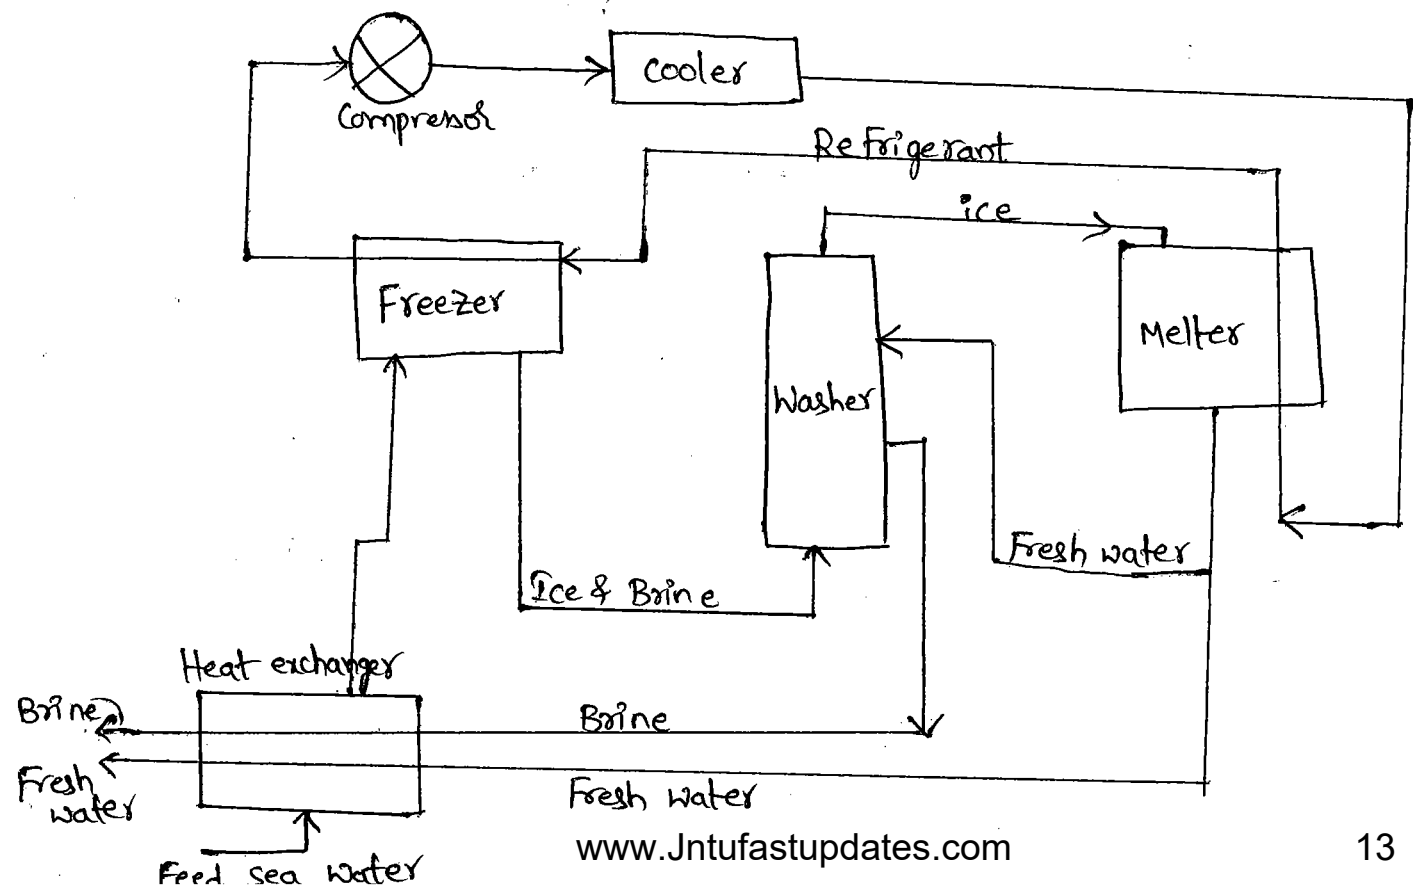 Cooler
Compressor
Refrigerant
ice
Freezer
Melter
Washer
Fresh water
Ice & Brine
Heat exchanger
Brine
Brine
Fresh
water
Fresh water
Feed sea water
www.Jntufastupdates.com
13